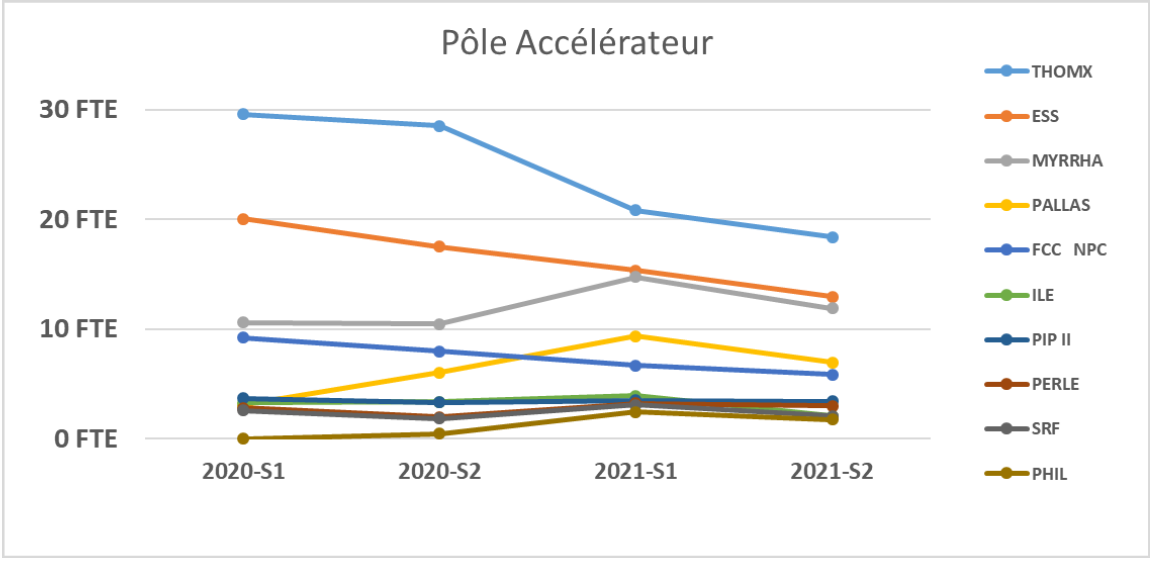 Pôle Accélérateur
30 FTE
20 FTE
10 FTE
0 FTE
2020-S1
2020-S2
2021-S1
2021-S2
THOMX
ESS
MYRRHA
PALLAS
FCC NPC
ILE
PIP II
PERLE
SRF
PHIL